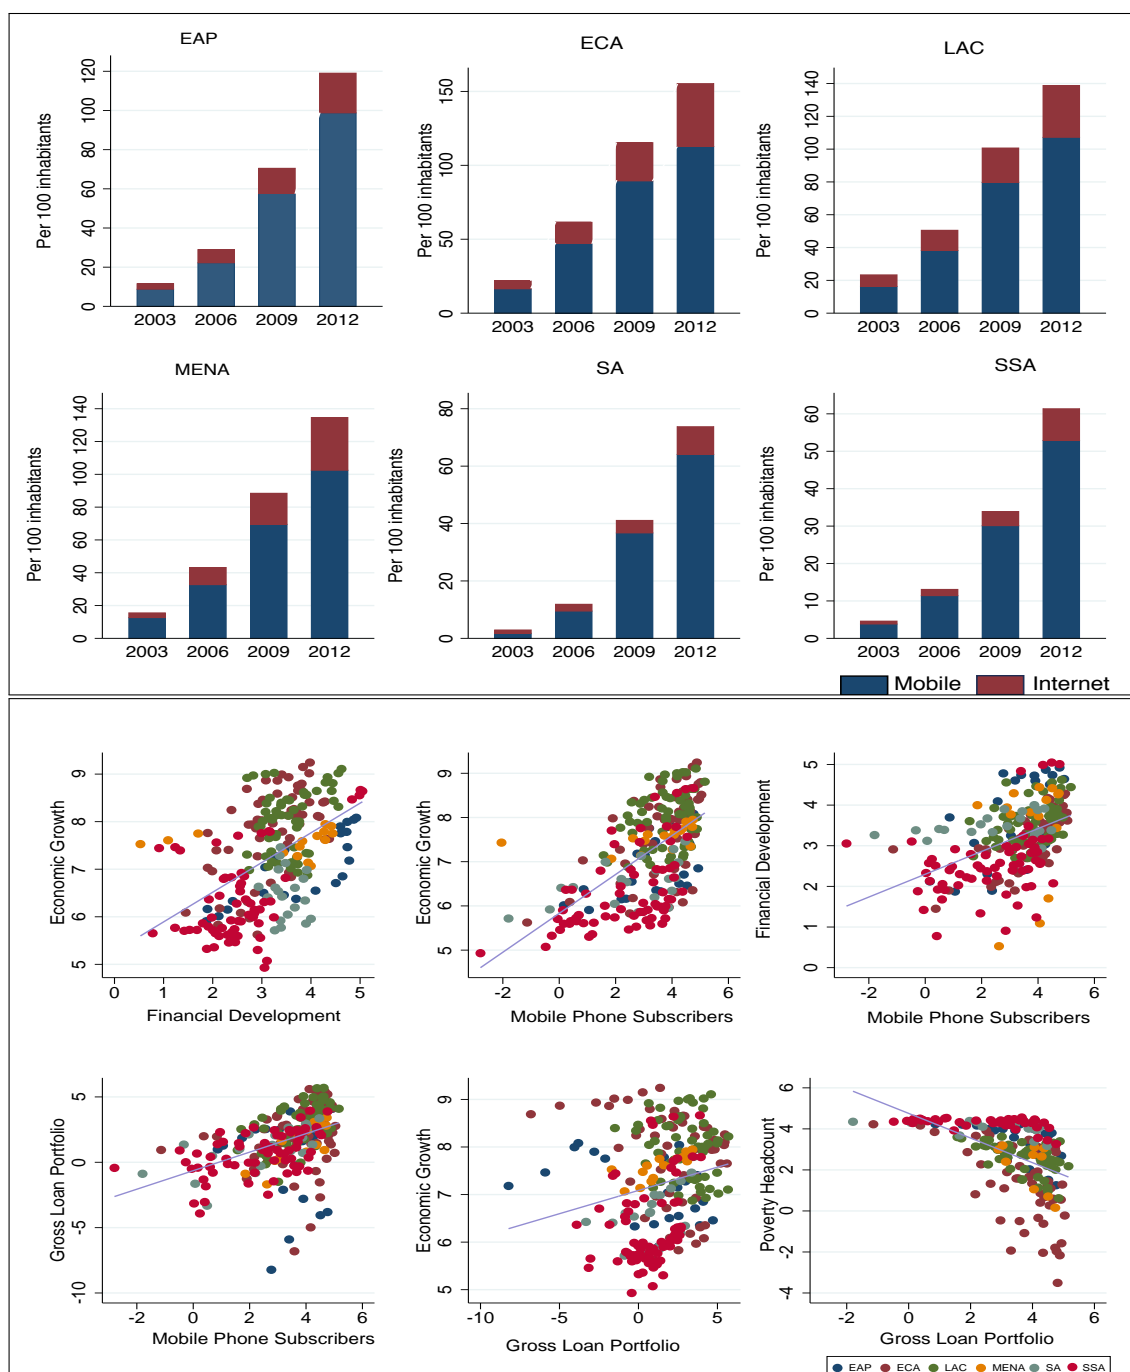 EAP
ECA
LAC
Per 100 inhabitants
0 20 40 60 80 100 120
2003 2006 2009 2012
Per 100 inhabitants
0 50 100 150
2003 2006 2009 2012
Per 100 inhabitants
0 20 40 60 80 100 120 140
2003 2006 2009 2012
MENA
SA
SSA
Per 100 inhabitants
0 20 40 60 80 100 120 140
2003 2006 2009 2012
Per 100 inhabitants
0 20 40 60 80
2003 2006 2009 2012
Per 100 inhabitants
0 10 20 30 40 50 60
2003 2006 2009 2012
Mobile Internet
Economic Growth
5 6 7 8 9
0 1 2 3 4 5
Financial Development
Economic Growth
5 6 7 8 9
-2 0 2 4 6
Mobile Phone Subscribers
Financial Development
0 1 2 3 4 5
-2 0 2 4 6
Mobile Phone Subscribers
Gross Loan Portfolio
-10 -5 0 5
-2 0 2 4 6
Mobile Phone Subscribers
Economic Growth
5 6 7 8 9
-10 -5 0 5
Gross Loan Portfolio
Poverty Headcount
-4 -2 0 2 4 6
-2 0 2 4 6
Gross Loan Portfolio
EAP ECA LAC MENA SA SSA